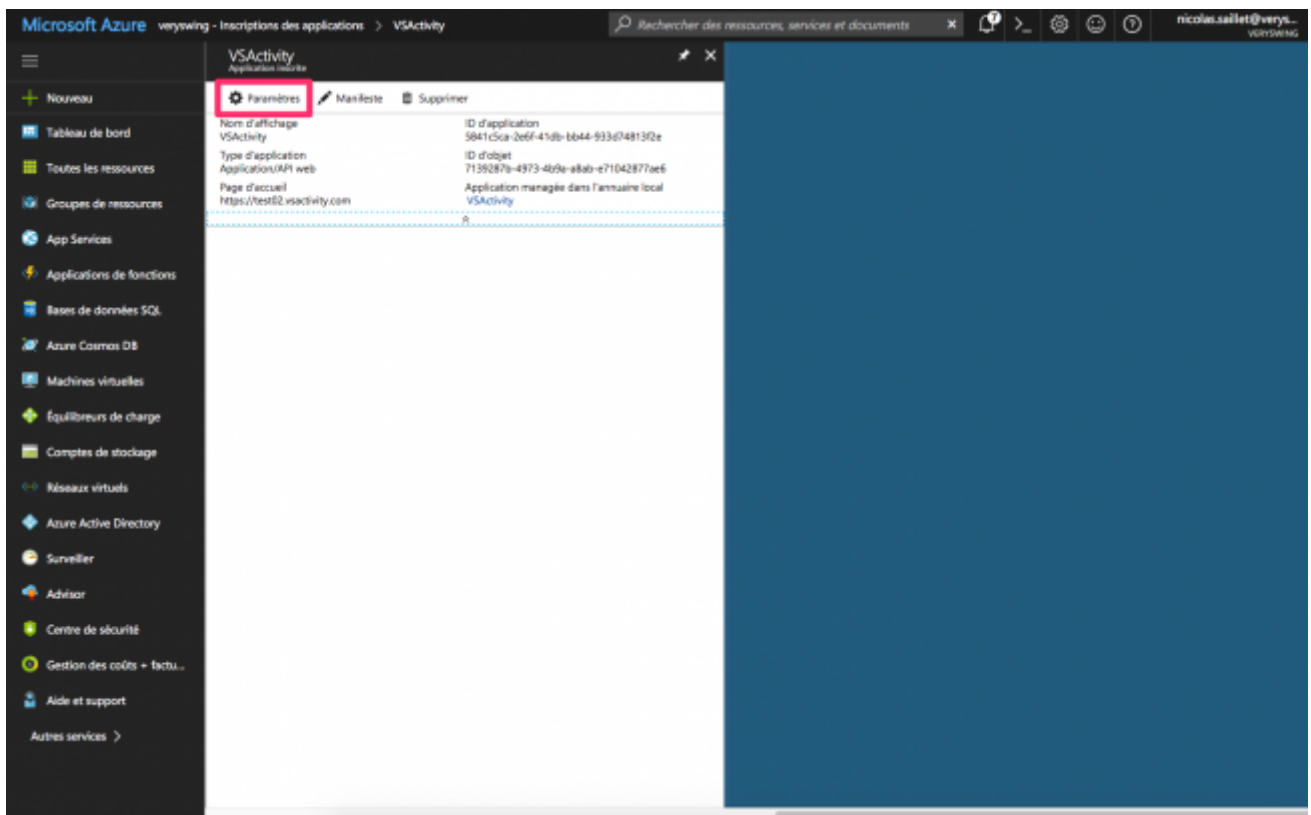 Microsoft Azure veryswing - Inscriptions des applications > VSActivity
Rechercher des ressources, services et documents
nicolas.saillet@verys...
VERYSWING
VSActivity
Application inscrite
Paramètres Manifeste Supprimer
Nom d'affichage
VSActivity
ID d'application
5841c5ca-2e6f-41db-bb44-933d74813f2e
Type d'application
Application/API web
ID d'objet
7139287b-4973-4b9a-a8ab-e71042877ae6
Page d'accueil
https://test02.vsactivity.com
Application managée dans l'annuaire local
VSActivity
Nouveau
Tableau de bord
Toutes les ressources
Groupes de ressources
App Services
Applications de fonctions
Bases de données SQL
Azure Cosmos DB
Machines virtuelles
Équilibreurs de charge
Comptes de stockage
Réseaux virtuels
Azure Active Directory
Surveiller
Advisor
Centre de sécurité
Gestion des coûts + factu...
Aide et support
Autres services >